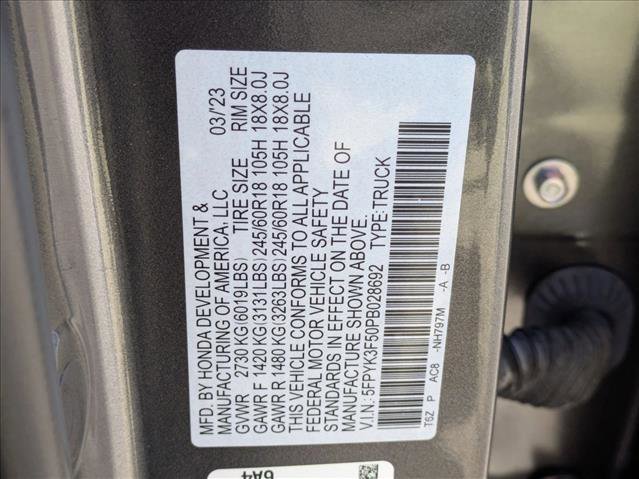 MFD. BY HONDA DEVELOPMENT & 03/'23
MANUFACTURING OF AMERICA, LLC
GVWR 2730 KG(6019LBS) TIRE SIZE RIM SIZE
GAWR F 1420 KG(3131LBS) 245/60R18 105H 18X8.0J
GAWR R 1480 KG(3263LBS) 245/60R18 105H 18X8.0J
THIS VEHICLE CONFORMS TO ALL APPLICABLE
FEDERAL MOTOR VEHICLE SAFETY
STANDARDS IN EFFECT ON THE DATE OF
MANUFACTURE SHOWN ABOVE.
V.I.N.: 5FPYK3F50PB028692 TYPE:TRUCK
T6Z P AC8 -NH797M -A -B
6A4